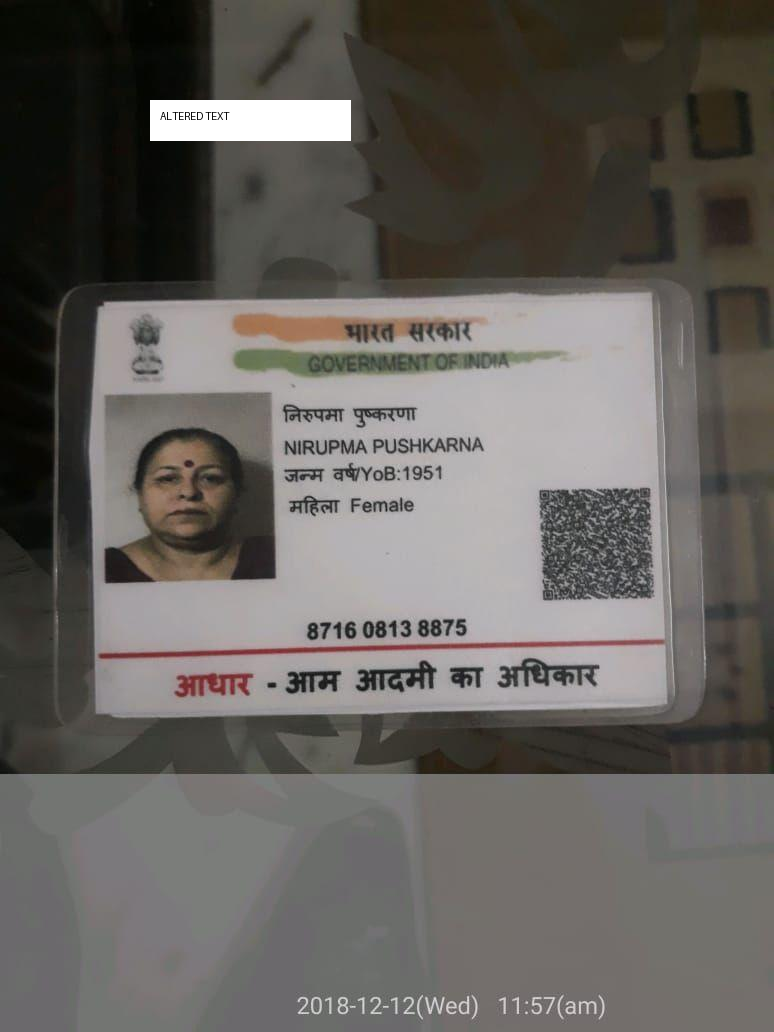 ALTERED TEXT
भारत सरकार
GOVERNMENT OF INDIA
निरुपमा पुष्करणा
NIRUPMA PUSHKARNA
जन्म वर्ष/YoB:1951
महिला Female
8716 0813 8875
आधार - आम आदमी का अधिकार
2018-12-12(Wed) 11:57(am)